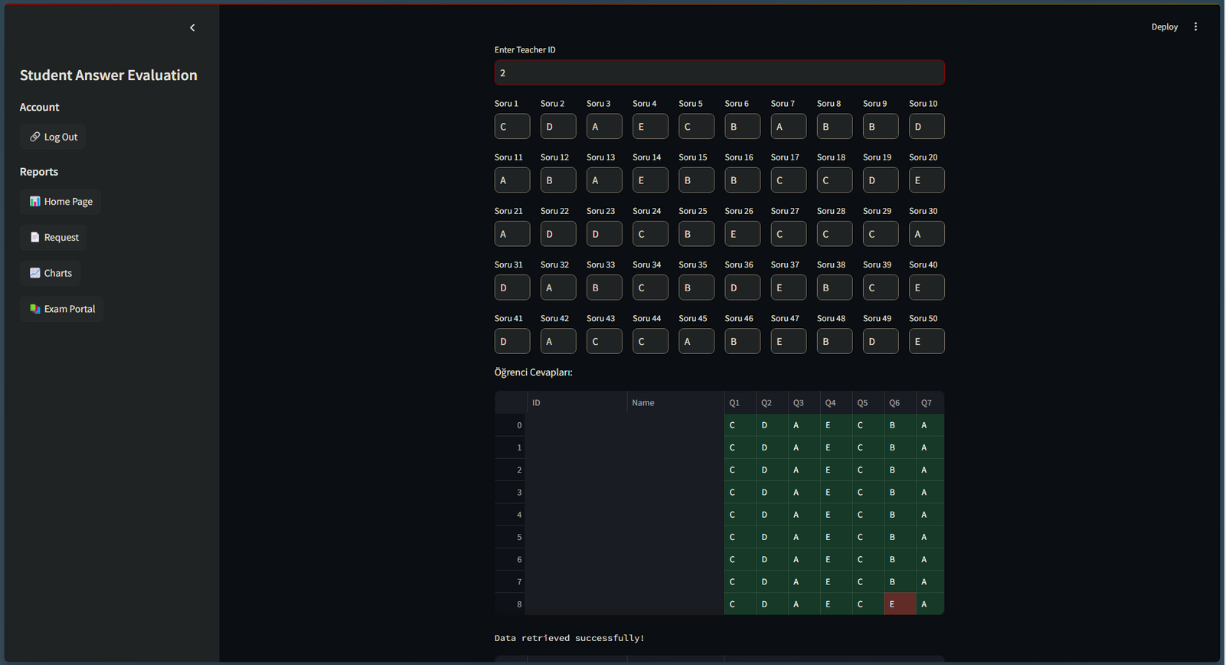 Deploy
Student Answer Evaluation
Account
Log Out
Reports
Home Page
Request
Charts
Exam Portal
Enter Teacher ID
2
Soru 1 Soru 2 Soru 3 Soru 4 Soru 5 Soru 6 Soru 7 Soru 8 Soru 9 Soru 10
C D A E C B A B B D
Soru 11 Soru 12 Soru 13 Soru 14 Soru 15 Soru 16 Soru 17 Soru 18 Soru 19 Soru 20
A B A E B B C C D E
Soru 21 Soru 22 Soru 23 Soru 24 Soru 25 Soru 26 Soru 27 Soru 28 Soru 29 Soru 30
A D D C B E C C C A
Soru 31 Soru 32 Soru 33 Soru 34 Soru 35 Soru 36 Soru 37 Soru 38 Soru 39 Soru 40
D A B C B D E B C E
Soru 41 Soru 42 Soru 43 Soru 44 Soru 45 Soru 46 Soru 47 Soru 48 Soru 49 Soru 50
D A C C A B E B D E
Öğrenci Cevapları:
ID Name Q1 Q2 Q3 Q4 Q5 Q6 Q7
0 C D A E C B A
1 C D A E C B A
2 C D A E C B A
3 C D A E C B A
4 C D A E C B A
5 C D A E C B A
6 C D A E C B A
7 C D A E C B A
8 C D A E C E A
Data retrieved successfully!